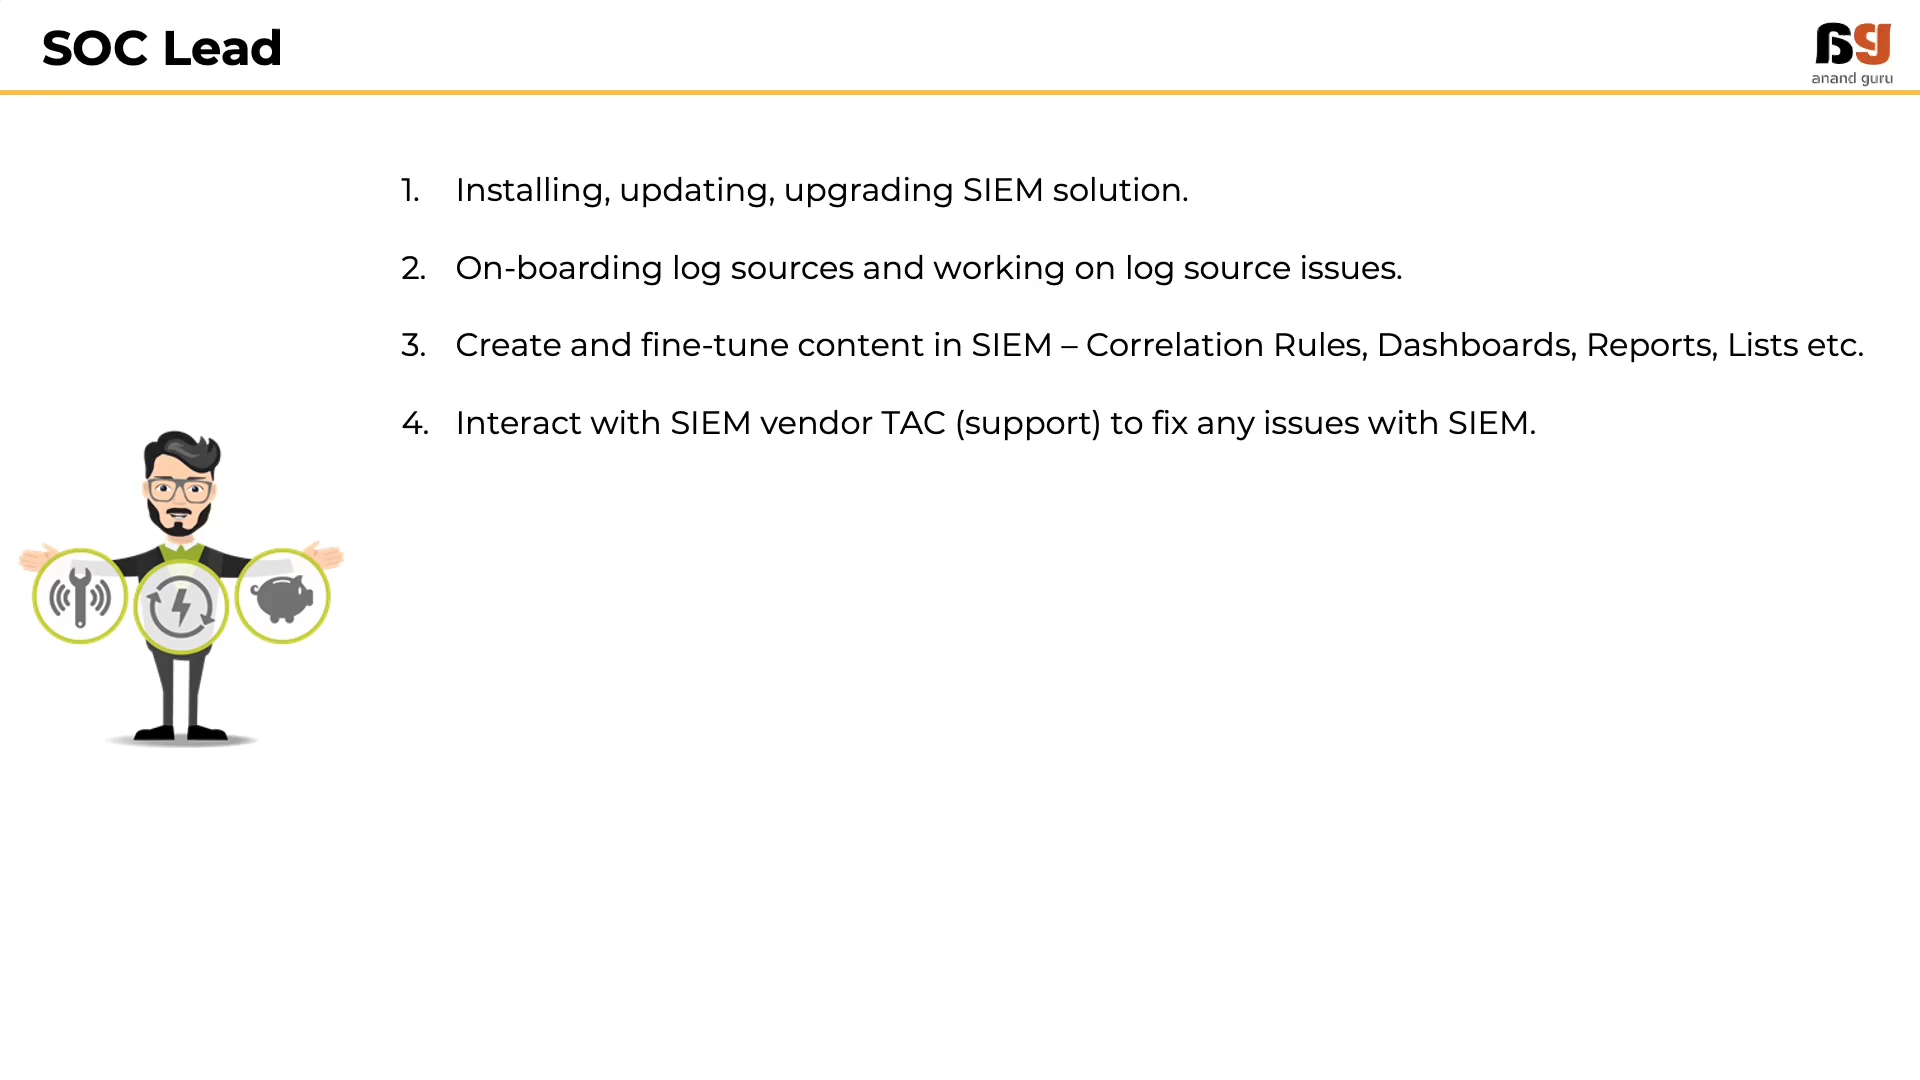 SOC Lead
anand guru
1. Installing, updating, upgrading SIEM solution.
2. On-boarding log sources and working on log source issues.
3. Create and fine-tune content in SIEM – Correlation Rules, Dashboards, Reports, Lists etc.
4. Interact with SIEM vendor TAC (support) to fix any issues with SIEM.